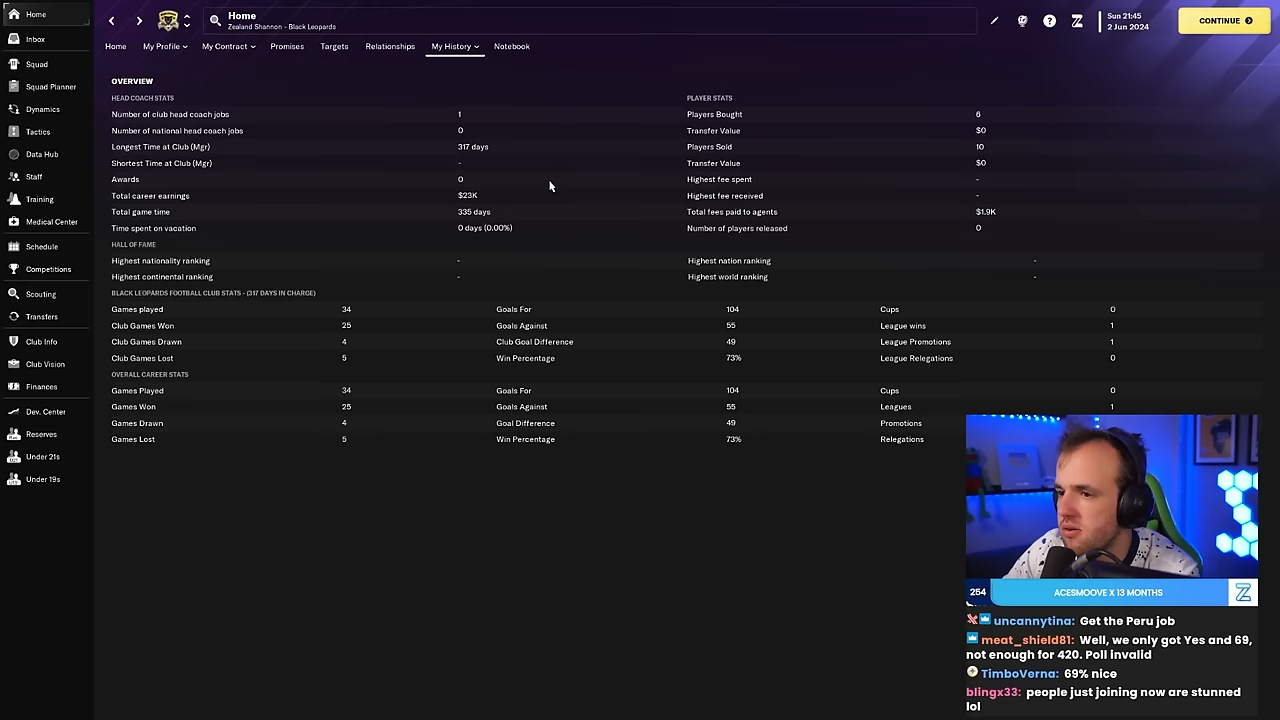 Home
Inbox
Squad
Squad Planner
Dynamics
Tactics
Data Hub
Staff
Training
Medical Center
Schedule
Competitions
Scouting
Transfers
Club Info
Club Vision
Finances
Dev. Center
Reserves
Under 21s
Under 19s
Home
Zealand Shannon - Black Leopards
Sun 21:45
2 Jun 2024
CONTINUE
Home My Profile My Contract Promises Targets Relationships My History Notebook
OVERVIEW
HEAD COACH STATS PLAYER STATS
Number of club head coach jobs 1 Players Bought 6
Number of national head coach jobs 0 Transfer Value $0
Longest Time at Club (Mgr) 317 days Players Sold 10
Shortest Time at Club (Mgr) - Transfer Value $0
Awards 0 Highest fee spent -
Total career earnings $23K Highest fee received -
Total game time 335 days Total fees paid to agents $1.9K
Time spent on vacation 0 days (0.00%) Number of players released 0
HALL OF FAME
Highest nationality ranking - Highest nation ranking -
Highest continental ranking - Highest world ranking -
BLACK LEOPARDS FOOTBALL CLUB STATS - (317 DAYS IN CHARGE)
Games played 34 Goals For 104 Cups 0
Club Games Won 25 Goals Against 55 League wins 1
Club Games Drawn 4 Club Goal Difference 49 League Promotions 1
Club Games Lost 5 Win Percentage 73% League Relegations 0
OVERALL CAREER STATS
Games Played 34 Goals For 104 Cups 0
Games Won 25 Goals Against 55 Leagues 1
Games Drawn 4 Goal Difference 49 Promotions
Games Lost 5 Win Percentage 73% Relegations
254 ACESMOOVE X 13 MONTHS Z
uncannytina: Get the Peru job
meat_shield81: Well, we only got Yes and 69,
not enough for 420. Poll invalid
TimboVerna: 69% nice
blingx33: people just joining now are stunned
lol